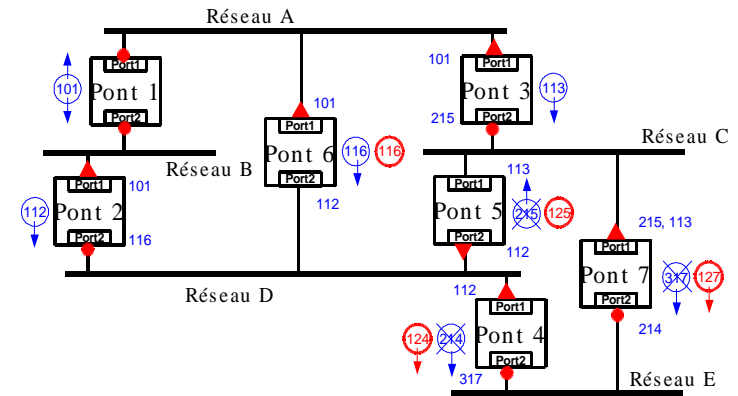 Réseau A
Port1
Pont 1
Port2
101
101
Port1
Pont 6
Port2
116
116
112
101
Port1
Pont 3
215
Port2
113
Réseau B
Réseau C
Port1
101
Pont 2
112
Port2
116
113
Port1
Pont 5
215
125
Port2
112
215, 113
Port1
Pont 7
317
127
Port2
214
Réseau D
112
Port1
124
214
Pont 4
Port2
317
Réseau E